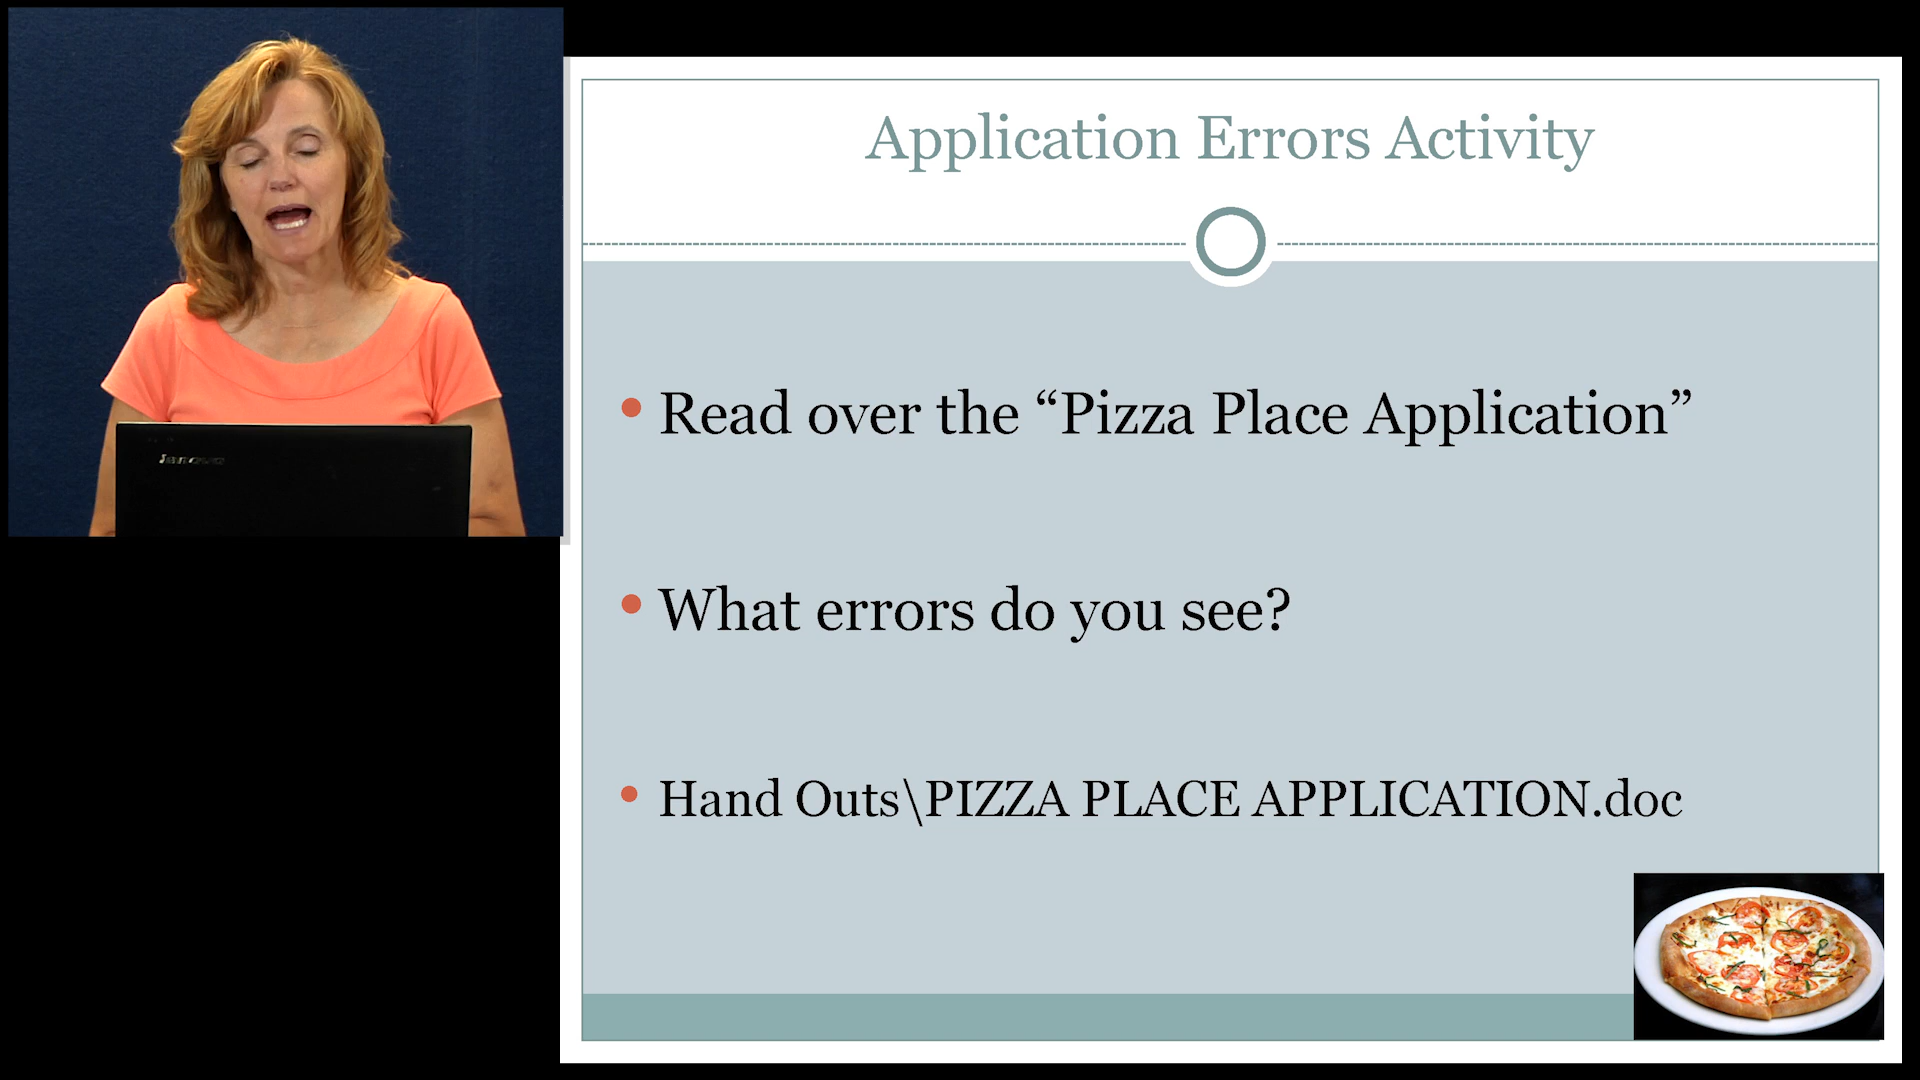 Application Errors Activity
Read over the “Pizza Place Application”
What errors do you see?
Hand Outs\PIZZA PLACE APPLICATION.doc